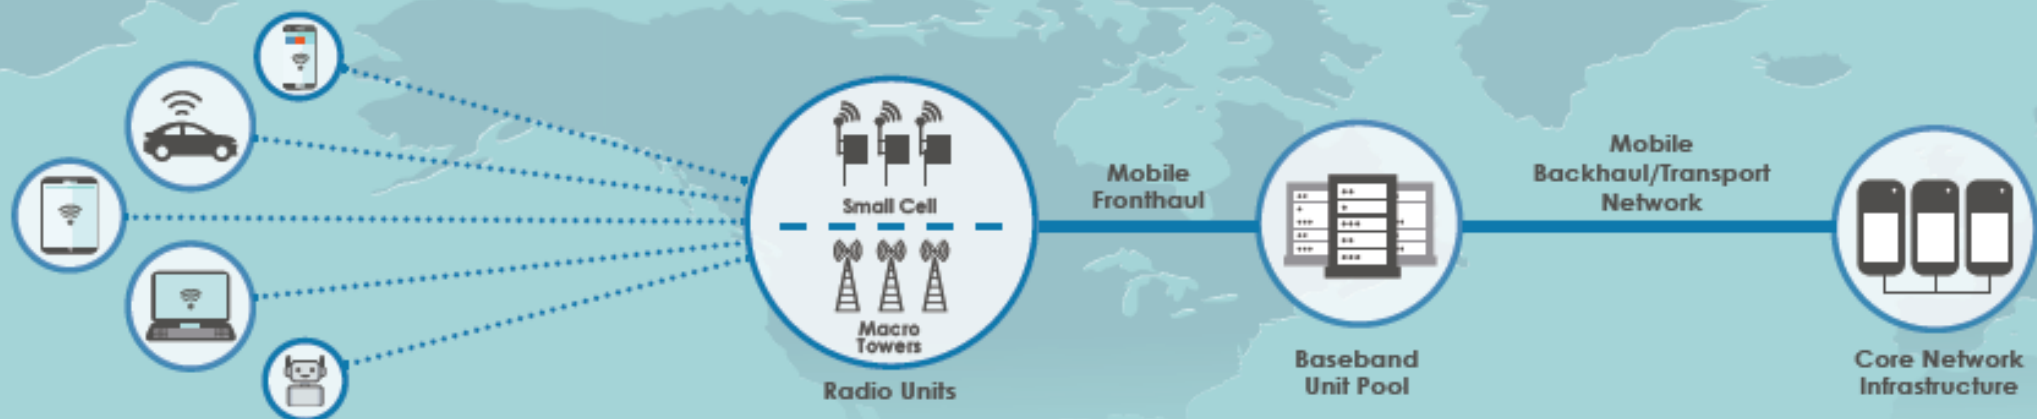 Small Cell
Macro
Towers
Radio Units
Mobile
Fronthaul
Baseband
Unit Pool
Mobile
Backhaul/Transport
Network
Core Network
Infrastructure